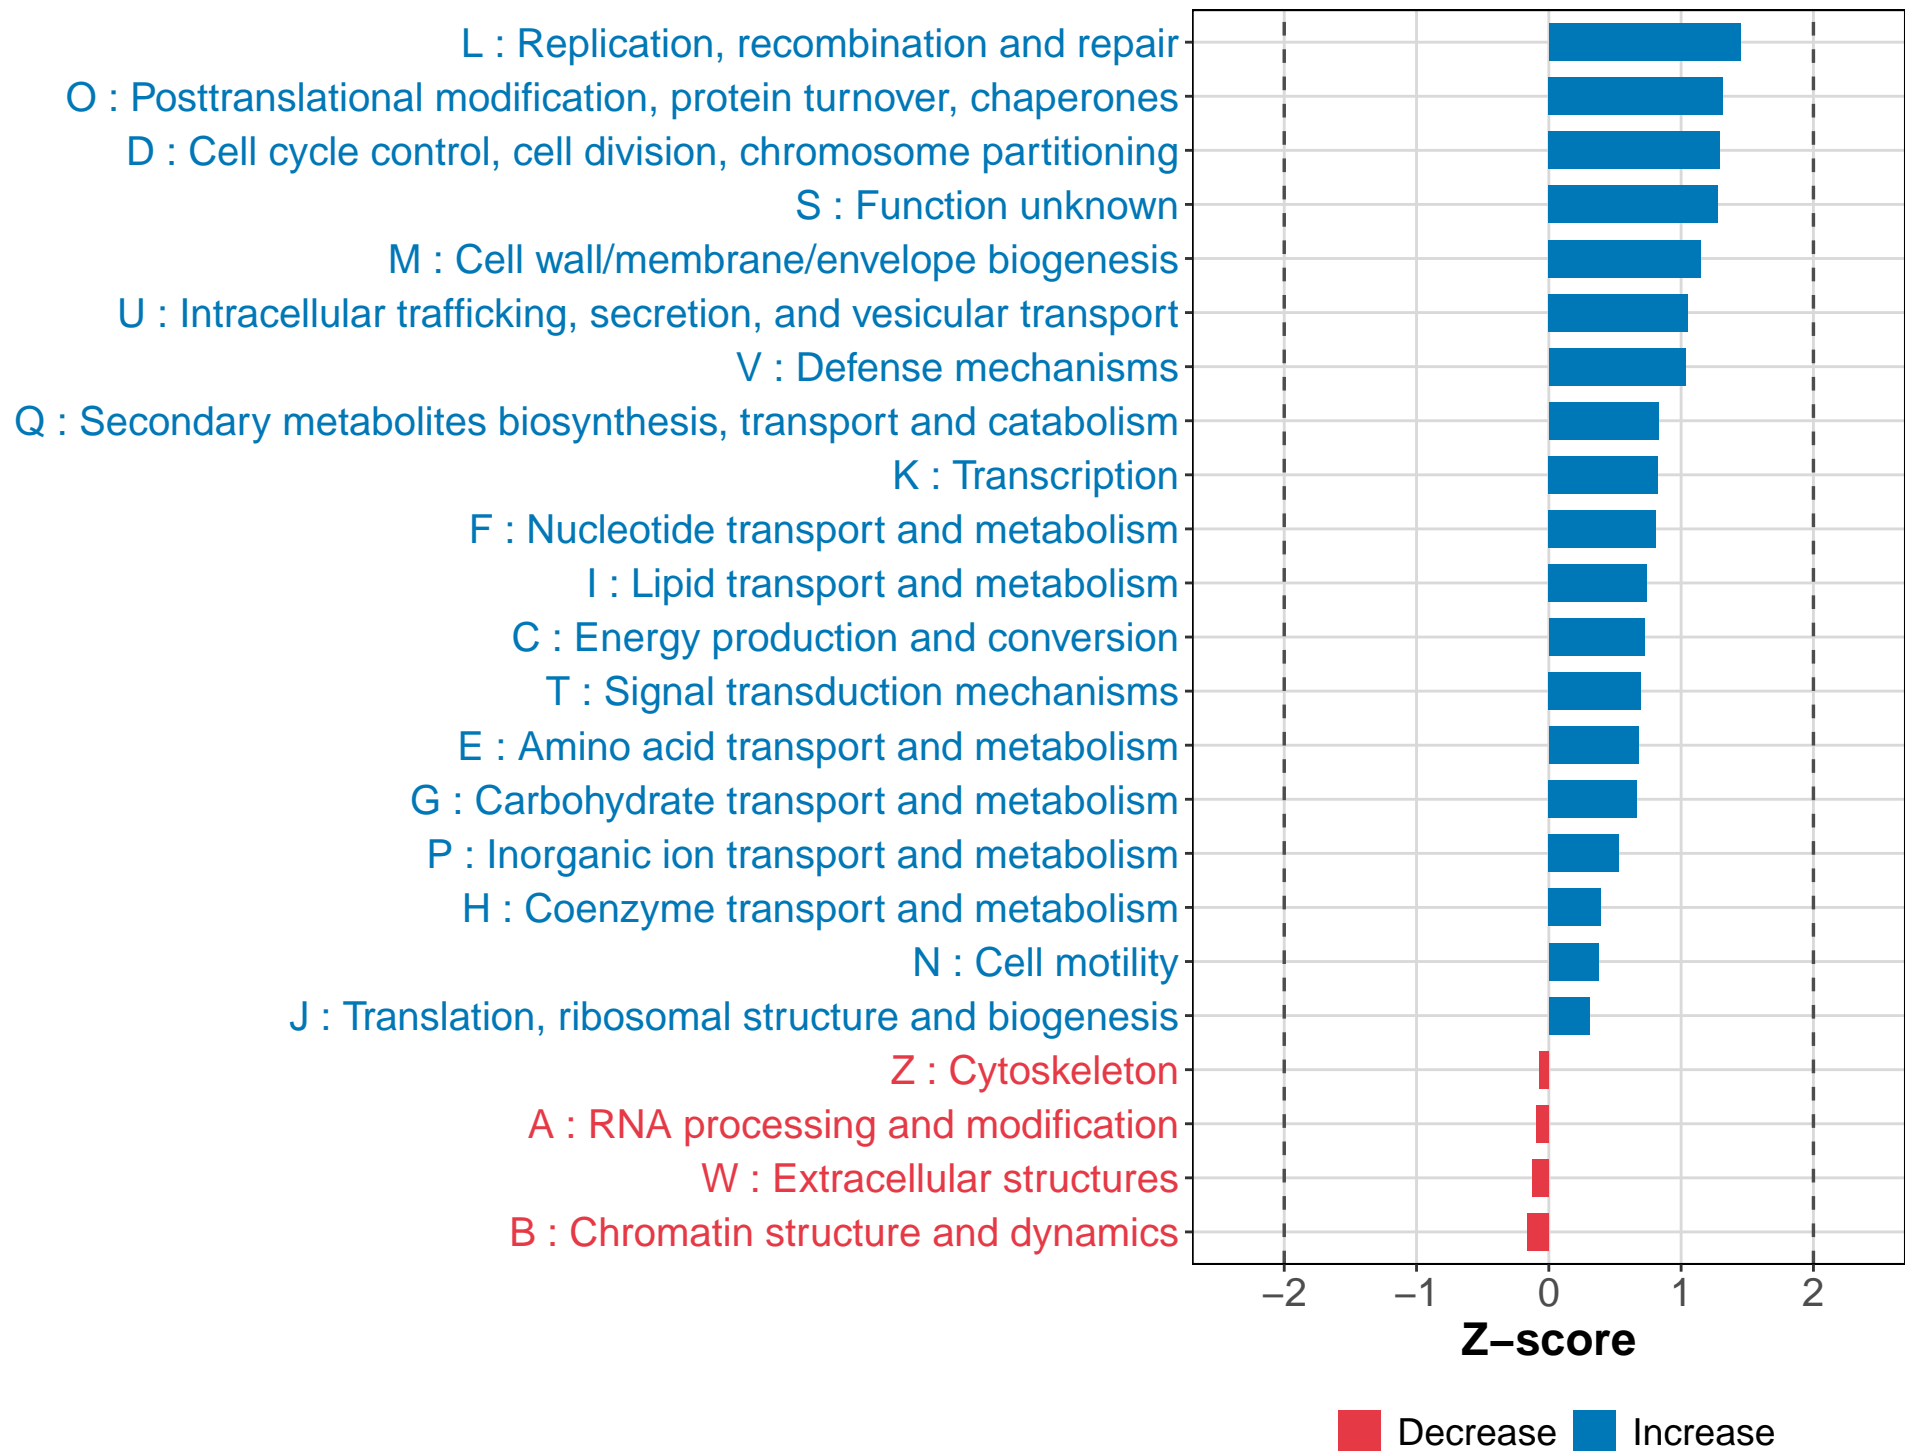 L : Replication, recombination and repair
O : Posttranslational modification, protein turnover, chaperones
D : Cell cycle control, cell division, chromosome partitioning
S : Function unknown
M : Cell wall/membrane/envelope biogenesis
U : Intracellular trafficking, secretion, and vesicular transport
V : Defense mechanisms
Q : Secondary metabolites biosynthesis, transport and catabolism
K : Transcription
F : Nucleotide transport and metabolism
I : Lipid transport and metabolism
C : Energy production and conversion
T : Signal transduction mechanisms
E : Amino acid transport and metabolism
G : Carbohydrate transport and metabolism
P : Inorganic ion transport and metabolism
H : Coenzyme transport and metabolism
N : Cell motility
J : Translation, ribosomal structure and biogenesis
Z : Cytoskeleton
A : RNA processing and modification
W : Extracellular structures
B : Chromatin structure and dynamics
−2 −1 0 1 2
Z−score
Decrease Increase